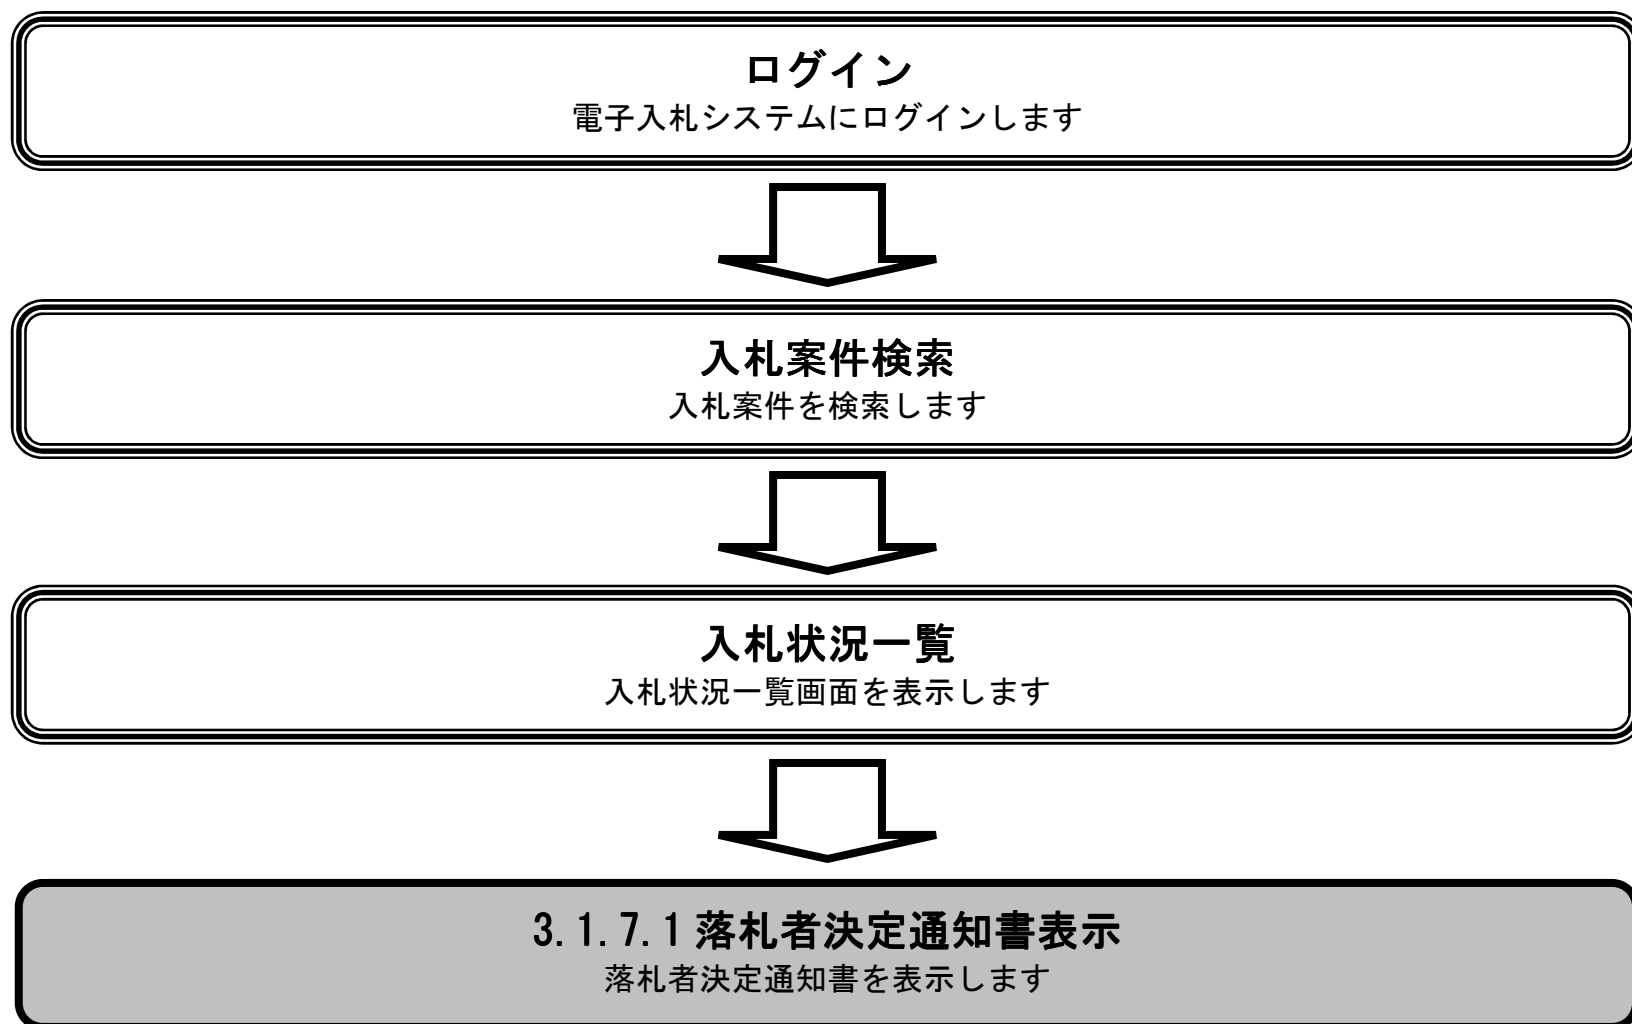 ログイン
電子入札システムにログインします
入札案件検索
入札案件を検索します
入札状況一覧
入札状況一覧画面を表示します
3.1.7.1 落札者決定通知書表示
落札者決定通知書を表示します